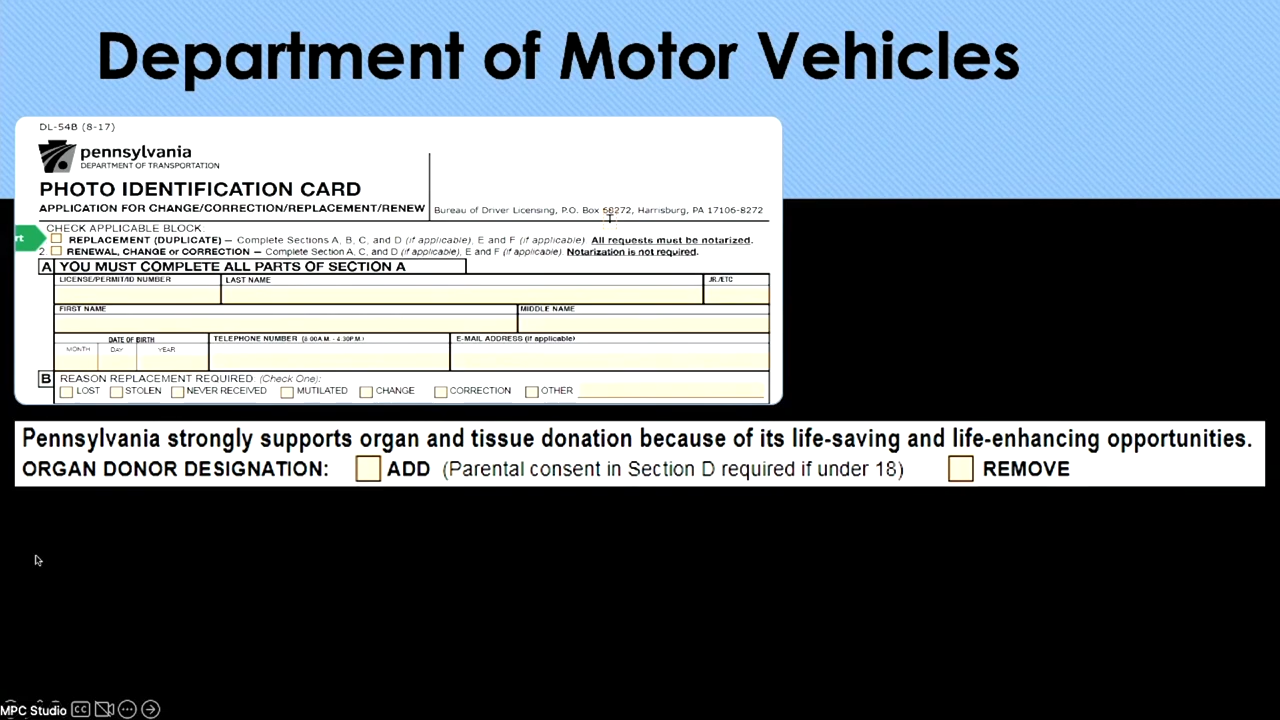 Department of Motor Vehicles
DL-54B (8-17)
pennsylvania
DEPARTMENT OF TRANSPORTATION
PHOTO IDENTIFICATION CARD
APPLICATION FOR CHANGE/CORRECTION/REPLACEMENT/RENEW
Bureau of Driver Licensing, P.O. Box 68272, Harrisburg, PA 17106-8272
CHECK APPLICABLE BLOCK:
REPLACEMENT (DUPLICATE) — Complete Sections A, B, C, and D (if applicable), E and F (if applicable) All requests must be notarized.
2. RENEWAL, CHANGE or CORRECTION — Complete Section A, C, and D (if applicable), E and F (if applicable) Notarization is not required.
A YOU MUST COMPLETE ALL PARTS OF SECTION A
LICENSE/PERMIT/ID NUMBER LAST NAME JR./ETC
FIRST NAME MIDDLE NAME
DATE OF BIRTH TELEPHONE NUMBER (8:00A.M. - 4:30P.M.) E-MAIL ADDRESS (if applicable)
MONTH DAY YEAR
B REASON REPLACEMENT REQUIRED: (Check One):
LOST STOLEN NEVER RECEIVED MUTILATED CHANGE CORRECTION OTHER
Pennsylvania strongly supports organ and tissue donation because of its life-saving and life-enhancing opportunities.
ORGAN DONOR DESIGNATION: ADD (Parental consent in Section D required if under 18) REMOVE
MPC Studio CC